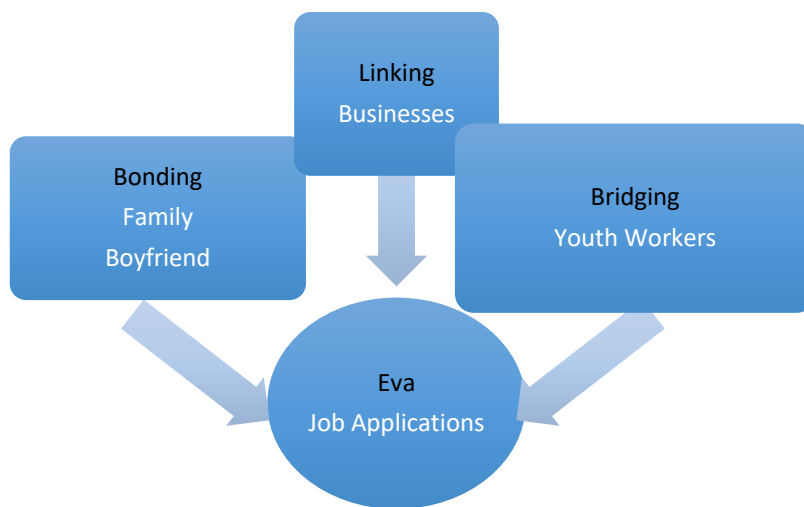 Linking
Businesses
Bonding
Family
Boyfriend
Bridging
Youth Workers
Eva
Job Applications